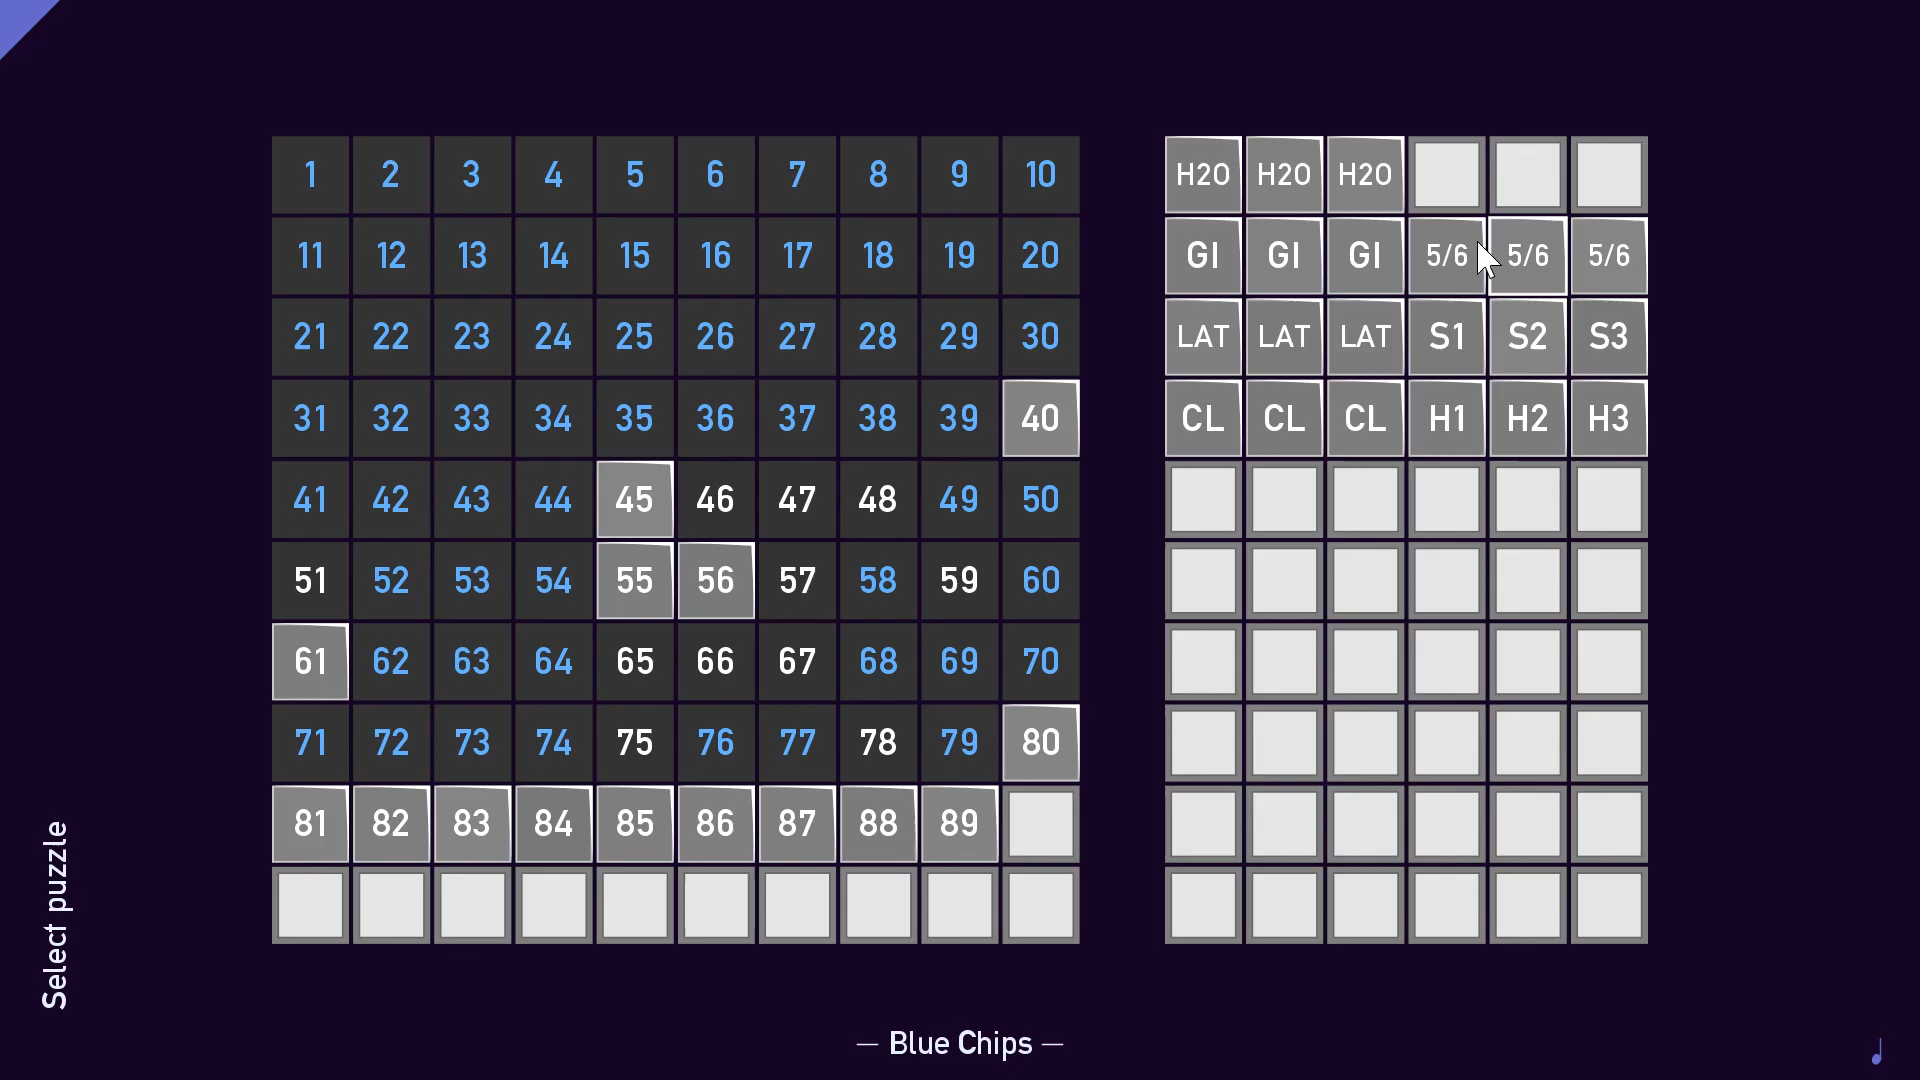 1 2 3 4 5 6 7 8 9 10 H2O H2O H2O
11 12 13 14 15 16 17 18 19 20 GI GI GI 5/6 5/6 5/6
21 22 23 24 25 26 27 28 29 30 LAT LAT LAT S1 S2 S3
31 32 33 34 35 36 37 38 39 40 CL CL CL H1 H2 H3
41 42 43 44 45 46 47 48 49 50
51 52 53 54 55 56 57 58 59 60
61 62 63 64 65 66 67 68 69 70
71 72 73 74 75 76 77 78 79 80
81 82 83 84 85 86 87 88 89
Select puzzle
— Blue Chips —